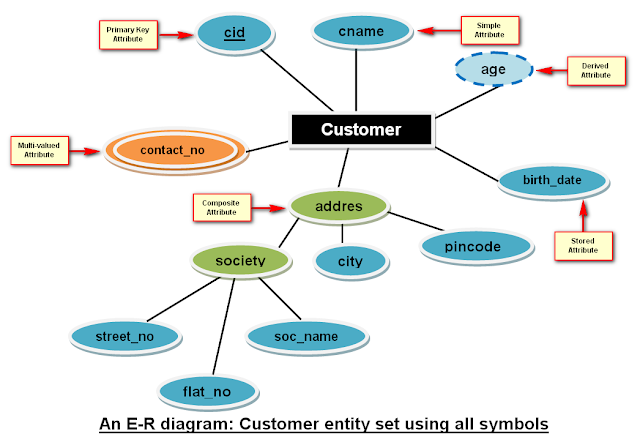 Primary Key
Attribute
cid
cname
Simple
Attribute
age
Derived
Attribute
Customer
Multi-valued
Attribute
contact_no
birth_date
Composite
Attribute
addres
Stored
Attribute
society
city
pincode
street_no
soc_name
flat_no
An E-R diagram: Customer entity set using all symbols